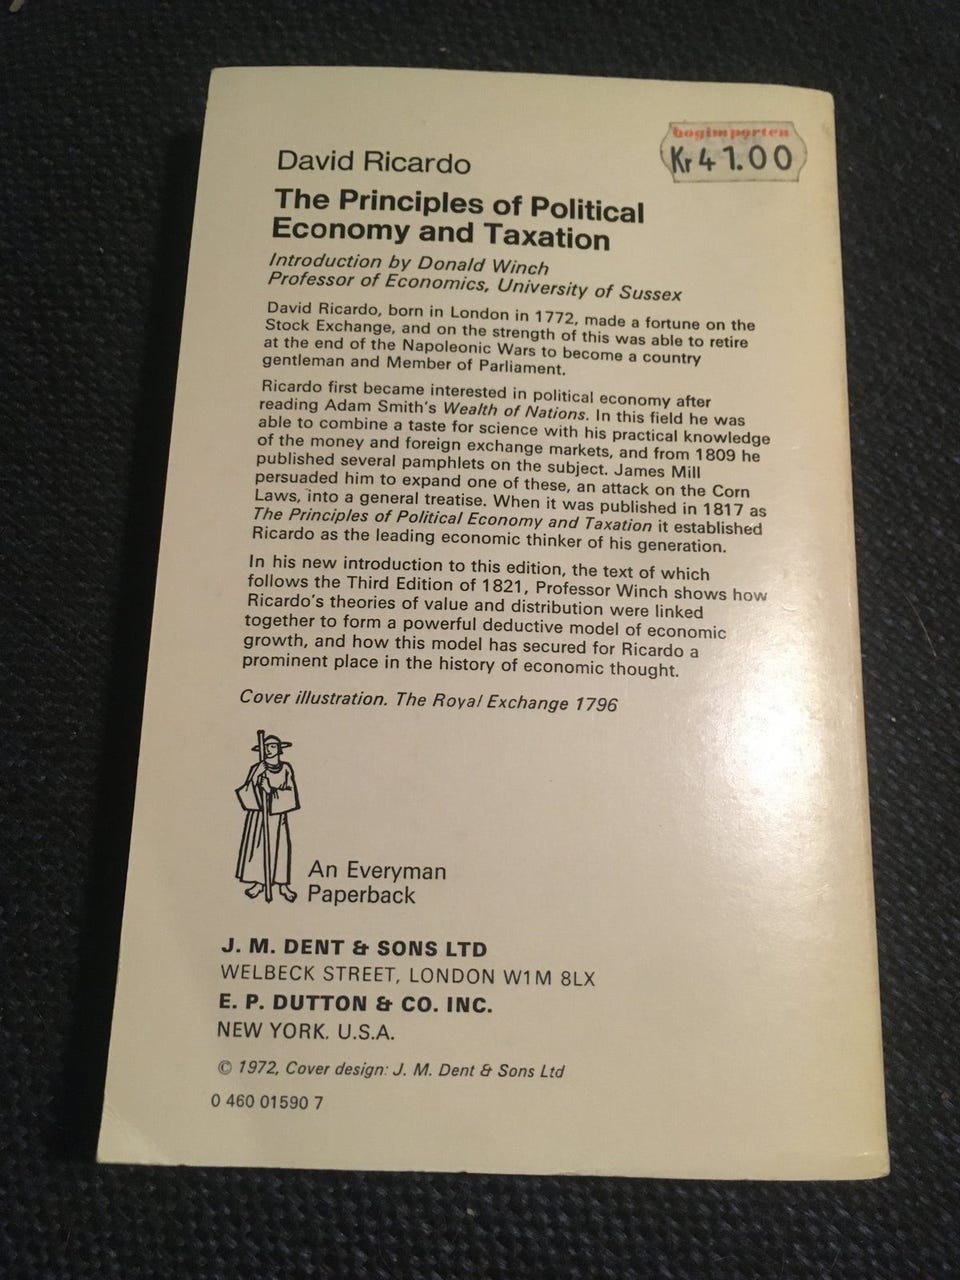 bogimporten
Kr 41.00
David Ricardo
The Principles of Political
Economy and Taxation
Introduction by Donald Winch
Professor of Economics, University of Sussex
David Ricardo, born in London in 1772, made a fortune on the
Stock Exchange, and on the strength of this was able to retire
at the end of the Napoleonic Wars to become a country
gentleman and Member of Parliament.
Ricardo first became interested in political economy after
reading Adam Smith's Wealth of Nations. In this field he was
able to combine a taste for science with his practical knowledge
of the money and foreign exchange markets, and from 1809 he
published several pamphlets on the subject. James Mill
persuaded him to expand one of these, an attack on the Corn
Laws, into a general treatise. When it was published in 1817 as
The Principles of Political Economy and Taxation it established
Ricardo as the leading economic thinker of his generation.
In his new introduction to this edition, the text of which
follows the Third Edition of 1821, Professor Winch shows how
Ricardo's theories of value and distribution were linked
together to form a powerful deductive model of economic
growth, and how this model has secured for Ricardo a
prominent place in the history of economic thought.
Cover illustration. The Royal Exchange 1796
An Everyman
Paperback
J. M. DENT & SONS LTD
WELBECK STREET, LONDON W1M 8LX
E. P. DUTTON & CO. INC.
NEW YORK. U.S.A.
© 1972, Cover design: J. M. Dent & Sons Ltd
0 460 01590 7